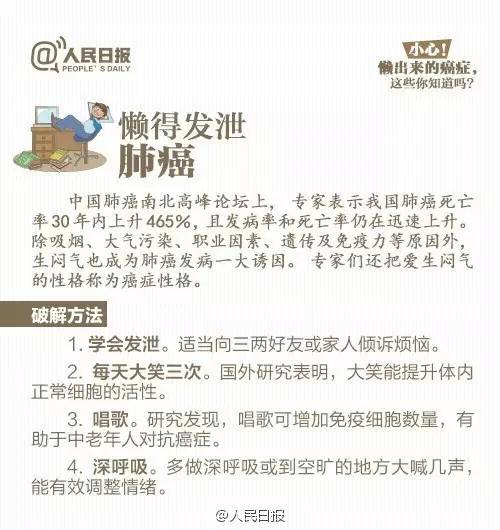 @人民日报
PEOPLE'S DAILY
小心!
懒出来的癌症,
这些你知道吗?
懒得发泄
肺癌
中国肺癌南北高峰论坛上, 专家表示我国肺癌死亡
率30年内上升465%,且发病率和死亡率仍在迅速上升。
除吸烟、大气污染、职业因素、遗传及免疫力等原因外,
生闷气也成为肺癌发病一大诱因。 专家们还把爱生闷气
的性格称为癌症性格。
破解方法
1. 学会发泄。适当向三两好友或家人倾诉烦恼。
2. 每天大笑三次。国外研究表明,大笑能提升体内
正常细胞的活性。
3. 唱歌。研究发现,唱歌可增加免疫细胞数量,有
助于中老年人对抗癌症。
4. 深呼吸。多做深呼吸或到空旷的地方大喊几声,
能有效调整情绪。
@人民日报